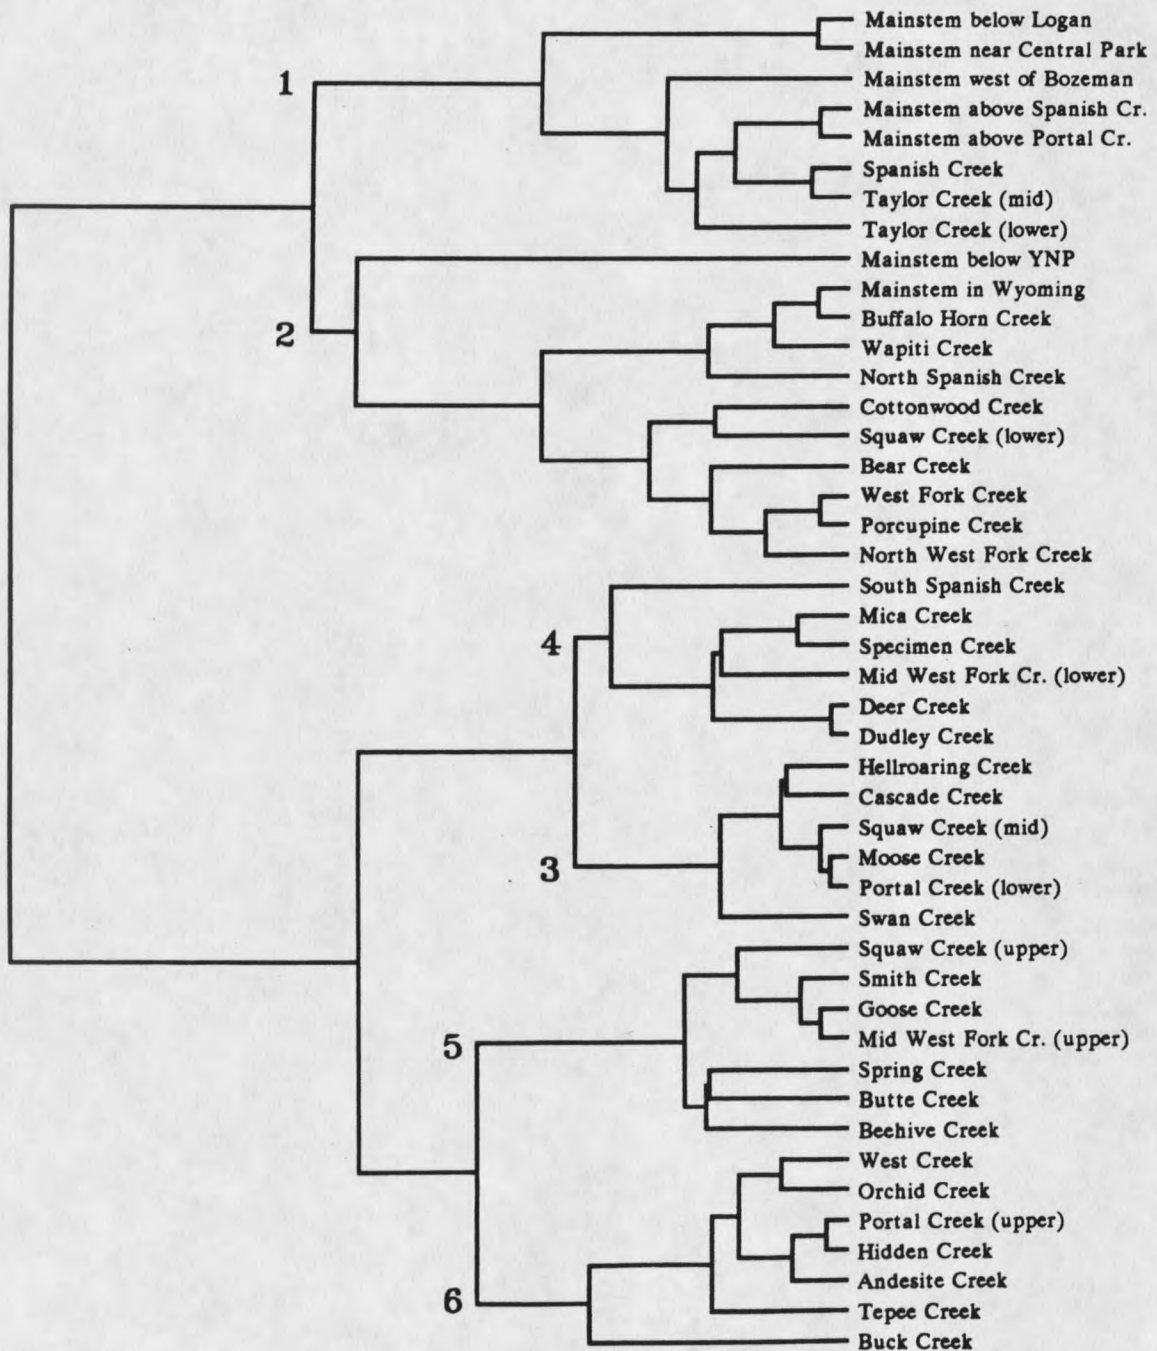 Mainstem below Logan
Mainstem near Central Park
1
Mainstem west of Bozeman
Mainstem above Spanish Cr.
Mainstem above Portal Cr.
Spanish Creek
Taylor Creek (mid)
Taylor Creek (lower)
Mainstem below YNP
Mainstem in Wyoming
Buffalo Horn Creek
2
Wapiti Creek
North Spanish Creek
Cottonwood Creek
Squaw Creek (lower)
Bear Creek
West Fork Creek
Porcupine Creek
North West Fork Creek
South Spanish Creek
Mica Creek
4
Specimen Creek
Mid West Fork Cr. (lower)
Deer Creek
Dudley Creek
Hellroaring Creek
Cascade Creek
Squaw Creek (mid)
Moose Creek
3
Portal Creek (lower)
Swan Creek
Squaw Creek (upper)
Smith Creek
Goose Creek
Mid West Fork Cr. (upper)
5
Spring Creek
Butte Creek
Beehive Creek
West Creek
Orchid Creek
Portal Creek (upper)
Hidden Creek
Andesite Creek
6
Tepee Creek
Buck Creek